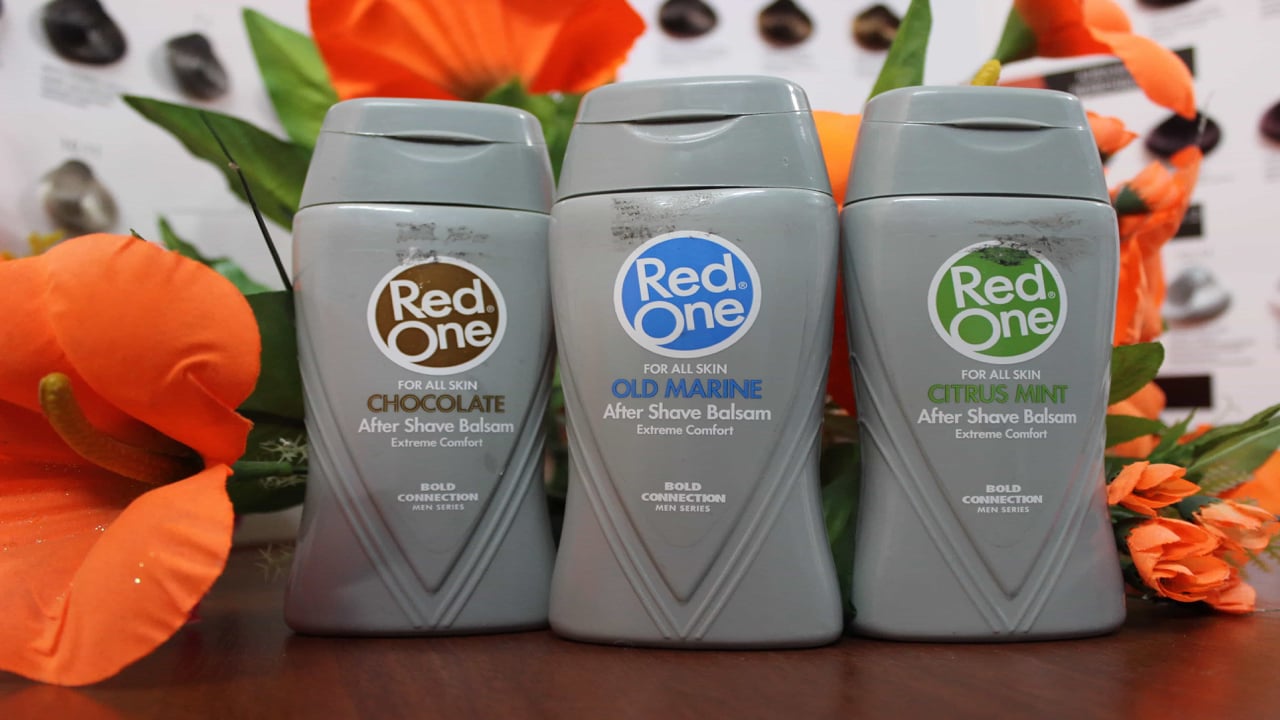 Red
One®
FOR ALL SKIN
CHOCOLATE
After Shave Balsam
Extreme Comfort
BOLD
CONNECTION
MEN SERIES
Red
One®
FOR ALL SKIN
OLD MARINE
After Shave Balsam
Extreme Comfort
BOLD
CONNECTION
MEN SERIES
Red
One®
FOR ALL SKIN
CITRUS MINT
After Shave Balsam
Extreme Comfort
BOLD
CONNECTION
MEN SERIES